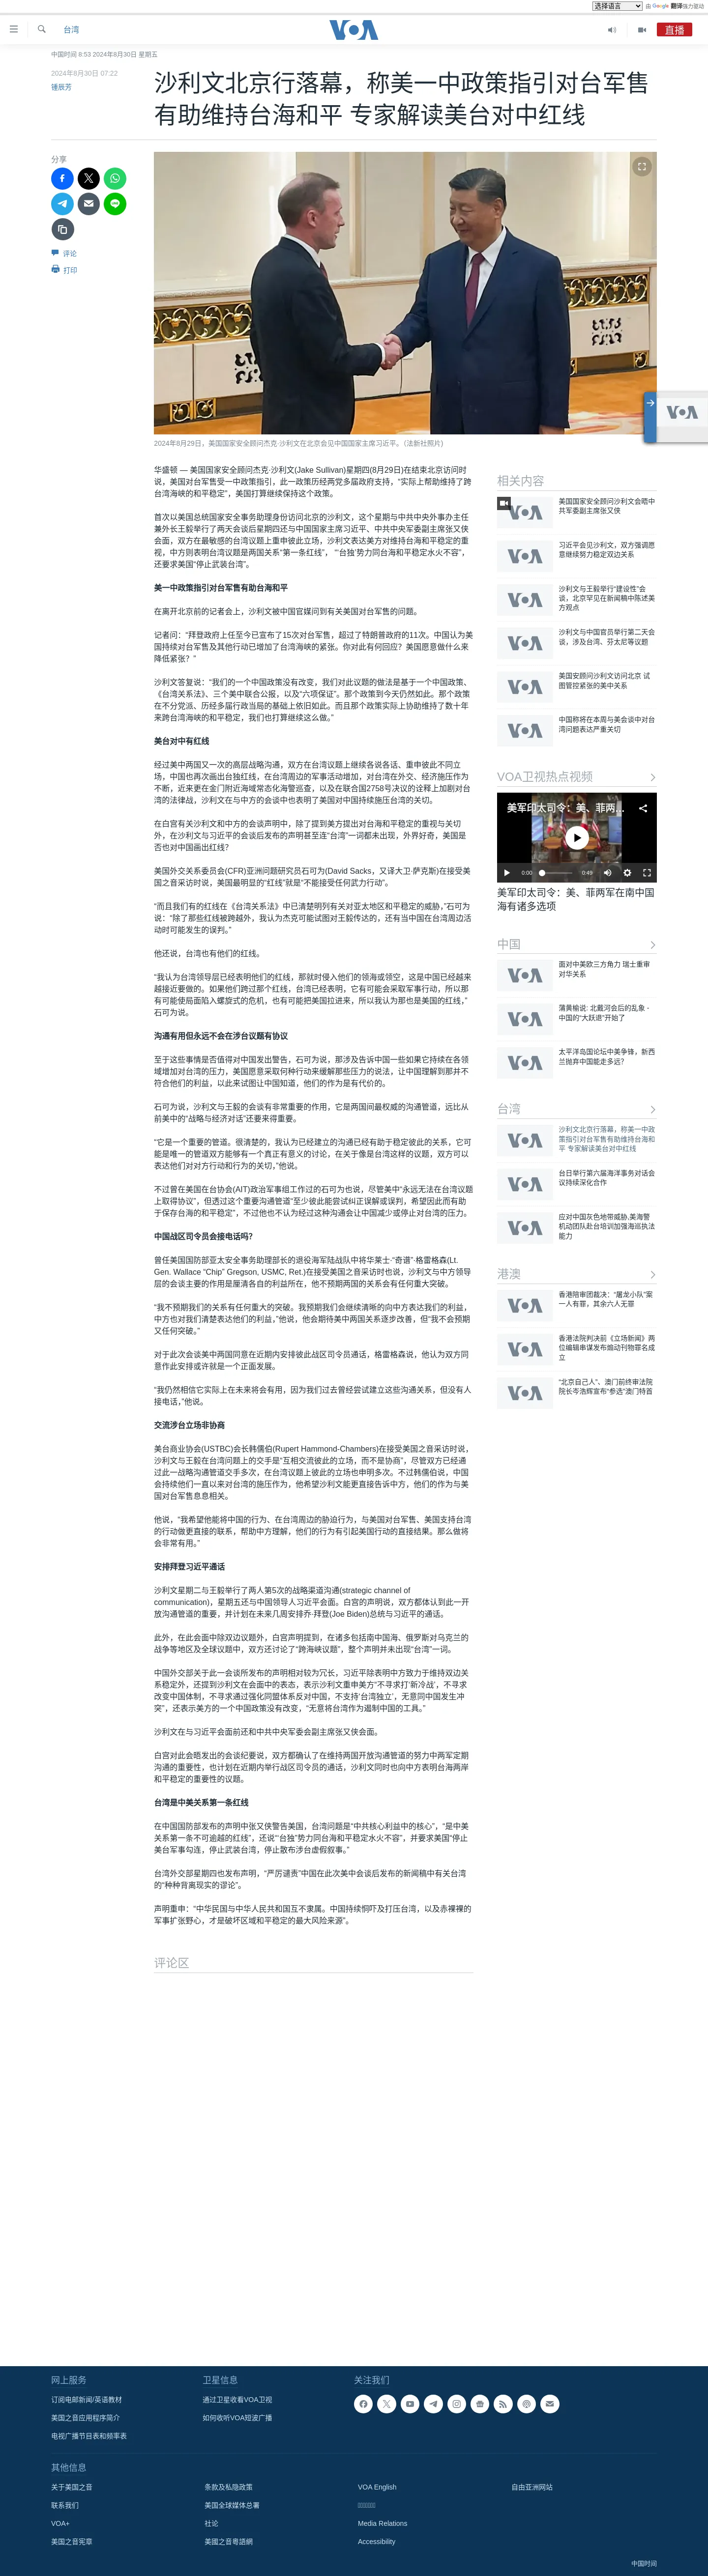 选择语言
由 Google 翻译强力驱动
台湾
VOA
直播
中国时间 8:53 2024年8月30日 星期五
2024年8月30日 07:22
锺辰芳
沙利文北京行落幕，称美一中政策指引对台军售
有助维持台海和平 专家解读美台对中红线
分享
评论
打印
2024年8月29日，美国国家安全顾问杰克·沙利文在北京会见中国国家主席习近平。（法新社照片）
华盛顿 — 美国国家安全顾问杰克·沙利文(Jake Sullivan)星期四(8月29日)在结束北京访问时
说，美国对台军售受一中政策指引，此一政策历经两党多届政府支持，“实际上帮助维持了跨
台湾海峡的和平稳定”，美国打算继续保持这个政策。
首次以美国总统国家安全事务助理身份访问北京的沙利文，这个星期与中共中央外事办主任
兼外长王毅举行了两天会谈后星期四还与中国国家主席习近平、中共中央军委副主席张又侠
会面，双方在最敏感的台湾议题上重申彼此立场，沙利文表达美方对维持台海和平稳定的重
视，中方则表明台湾议题是两国关系“第一条红线”， “‘台独’势力同台海和平稳定水火不容”，
还要求美国“停止武装台湾”。
美一中政策指引对台军售有助台海和平
在离开北京前的记者会上，沙利文被中国官媒问到有关美国对台军售的问题。
记者问：“拜登政府上任至今已宣布了15次对台军售，超过了特朗普政府的11次。中国认为美
国持续对台军售及其他行动已增加了台湾海峡的紧张。你对此有何回应？美国愿意做什么来
降低紧张？”
沙利文答复说：“我们的一个中国政策没有改变，我们对此议题的做法是基于一个中国政策、
《台湾关系法》、三个美中联合公报，以及“六项保证”。那个政策到今天仍然如此。那个政策
在不分党派、历经多届行政当局的基础上依旧如此。而且那个政策实际上协助维持了数十年
来跨台湾海峡的和平稳定，我们也打算继续这么做。”
美台对中有红线
经过美中两国又一次的高层战略沟通，双方在台湾议题上继续各说各话、重申彼此不同立
场，中国也再次画出台独红线，在台湾周边的军事活动增加，对台湾在外交、经济施压作为
不断，近来更在金门附近海域常态化海警巡查，以及在联合国2758号决议的诠释上加剧对台
湾的法律战，沙利文在与中方的会谈中也表明了美国对中国持续施压台湾的关切。
在白宫有关沙利文和中方的会谈声明中，除了提到美方提出对台海和平稳定的重视与关切
外，在沙利文与习近平的会谈后发布的声明甚至连“台湾”一词都未出现，外界好奇，美国是
否也对中国画出红线？
美国外交关系委员会(CFR)亚洲问题研究员石可为(David Sacks，又译大卫·萨克斯)在接受美
国之音采访时说，美国最明显的“红线”就是“不能接受任何武力行动”。
“而且我们有的红线在《台湾关系法》中已清楚明列有关对亚太地区和平稳定的威胁，”石可为
说：“除了那些红线被跨越外，我认为杰克可能试图对王毅传达的，还有当中国在台湾周边活
动时可能发生的误判。”
他还说，台湾也有他们的红线。
“我认为台湾领导层已经表明他们的红线，那就时侵入他们的领海或领空，这是中国已经越来
越接近要做的。如果他们跨过那个红线，台湾已经表明，它有可能会采取军事行动，所以那
有可能使局面陷入螺旋式的危机，也有可能把美国拉进来，所以我认为那也是美国的红线，”
石可为说。
沟通有用但永远不会在涉台议题有协议
至于这些事情是否值得对中国发出警告，石可为说，那涉及告诉中国一些如果它持续在各领
域增加对台湾的压力，美国愿意采取何种行动来缓解那些压力的说法，让中国理解到那并不
符合他们的利益，以此来试图让中国知道，他们的作为是有代价的。
石可为说，沙利文与王毅的会谈有非常重要的作用，它是两国间最权威的沟通管道，远比从
前美中的“战略与经济对话”还要来得重要。
“它是一个重要的管道。很清楚的，我认为已经建立的沟通已经有助于稳定彼此的关系，它可
能是唯一的管道双方能够有一个真正有意义的讨论，在关于像是台湾这样的议题，双方可以
表达他们对对方行动和行为的关切，”他说。
不过曾在美国在台协会(AIT)政治军事组工作过的石可为也说，尽管美中“永远无法在台湾议题
上取得协议”，但透过这个重要沟通管道“至少彼此能尝试纠正误解或误判，希望因此而有助
于保存台海的和平稳定”，不过他也不认为经过这种沟通会让中国减少或停止对台湾的压力。
中国战区司令员会接电话吗？
曾任美国国防部亚太安全事务助理部长的退役海军陆战队中将华莱士·“奇谱”·格雷格森(Lt.
Gen. Wallace “Chip” Gregson, USMC, Ret.)在接受美国之音采访时也说，沙利文与中方领导
层的会谈主要的作用是厘清各自的利益所在，他不预期两国的关系会有任何重大突破。
“我不预期我们的关系有任何重大的突破。我预期我们会继续清晰的向中方表达我们的利益，
中方也对我们清楚表达他们的利益，”他说，他会期待美中两国关系逐步改善，但“我不会预期
又任何突破。”
对于此次会谈美中两国同意在近期内安排彼此战区司令员通话，格雷格森说，他认为双方同
意作此安排或许就是一个正面发展。
“我仍然相信它实际上在未来将会有用，因为我们过去曾经尝试建立这些沟通关系，但没有人
接电话，”他说。
交流涉台立场非协商
美台商业协会(USTBC)会长韩儒伯(Rupert Hammond-Chambers)在接受美国之音采访时说，
沙利文与王毅在台湾问题上的交手是“互相交流彼此的立场，而不是协商”，尽管双方已经通
过此一战略沟通管道交手多次，在台湾议题上彼此的立场也申明多次。不过韩儒伯说，中国
会持续他们一直以来对台湾的施压作为，他希望沙利文能更直接告诉中方，他们的作为与美
国对台军售息息相关。
他说，“我希望他能将中国的行为、在台湾周边的胁迫行为，与美国对台军售、美国支持台湾
的行动做更直接的联系，帮助中方理解，他们的行为有引起美国行动的直接结果。那么做将
会非常有用。”
安排拜登习近平通话
沙利文星期二与王毅举行了两人第5次的战略渠道沟通(strategic channel of
communication)，星期五还与中国领导人习近平会面。白宫的声明说，双方都体认到此一开
放沟通管道的重要，并计划在未来几周安排乔·拜登(Joe Biden)总统与习近平的通话。
此外，在此会面中除双边议题外，白宫声明提到，在诸多包括南中国海、俄罗斯对乌克兰的
战争等地区及全球议题中，双方还讨论了“跨海峡议题”，整个声明并未出现“台湾”一词。
中国外交部关于此一会谈所发布的声明相对较为冗长，习近平除表明中方致力于维持双边关
系稳定外，还提到沙利文在会面中的表态，表示沙利文重申美方“不寻求打‘新冷战’，不寻求
改变中国体制，不寻求通过强化同盟体系反对中国，不支持‘台湾独立’，无意同中国发生冲
突”，还表示美方的一个中国政策没有改变，“无意将台湾作为遏制中国的工具。”
沙利文在与习近平会面前还和中共中央军委会副主席张又侠会面。
白宫对此会晤发出的会谈纪要说，双方都确认了在维持两国开放沟通管道的努力中两军定期
沟通的重要性，也计划在近期内举行战区司令员的通话，沙利文同时也向中方表明台海两岸
和平稳定的重要性的议题。
台湾是中美关系第一条红线
在中国国防部发布的声明中张又侠警告美国，台湾问题是“中共核心利益中的核心”，“是中美
关系第一条不可逾越的红线”，还说“‘台独’势力同台海和平稳定水火不容”，并要求美国“停止
美台军事勾连，停止武装台湾，停止散布涉台虚假叙事。”
台湾外交部星期四也发布声明，“严厉谴责”中国在此次美中会谈后发布的新闻稿中有关台湾
的“种种背离现实的谬论”。
声明重申：“中华民国与中华人民共和国互不隶属。中国持续恫吓及打压台湾，以及赤裸裸的
军事扩张野心，才是破坏区域和平稳定的最大风险来源”。
评论区
相关内容
美国国家安全顾问沙利文会晤中
共军委副主席张又侠
习近平会见沙利文，双方强调愿
意继续努力稳定双边关系
沙利文与王毅举行“建设性”会
谈，北京罕见在新闻稿中陈述美
方观点
沙利文与中国官员举行第二天会
谈，涉及台湾、芬太尼等议题
美国安顾问沙利文访问北京 试
图管控紧张的美中关系
中国称将在本周与美会谈中对台
湾问题表达严重关切
VOA卫视热点视频
美军印太司令：美、菲两...
0:00
0:49
美军印太司令：美、菲两军在南中国
海有诸多选项
中国
面对中美欧三方角力 瑞士重审
对华关系
蒲黄榆说: 北戴河会后的乱象 -
中国的“大跃退”开始了
太平洋岛国论坛中美争锋，新西
兰抛弃中国能走多远？
台湾
沙利文北京行落幕，称美一中政
策指引对台军售有助维持台海和
平 专家解读美台对中红线
台日举行第六届海洋事务对话会
议持续深化合作
应对中国灰色地带威胁,美海警
机动团队赴台培训加强海巡执法
能力
港澳
香港陪审团裁决：“屠龙小队”案
一人有罪，其余六人无罪
香港法院判决前《立场新闻》两
位编辑串谋发布煽动刊物罪名成
立
“北京自己人”、澳门前终审法院
院长岑浩辉宣布“参选”澳门特首
网上服务
订阅电邮新闻/英语教材
美国之音应用程序简介
电视广播节目表和频率表
卫星信息
通过卫星收看VOA卫视
如何收听VOA短波广播
关注我们
其他信息
关于美国之音
条款及私隐政策
VOA English
自由亚洲网站
联系我们
美国全球媒体总署
VOA+
社论
Media Relations
美国之音宪章
美國之音粵語網
Accessibility
中国时间